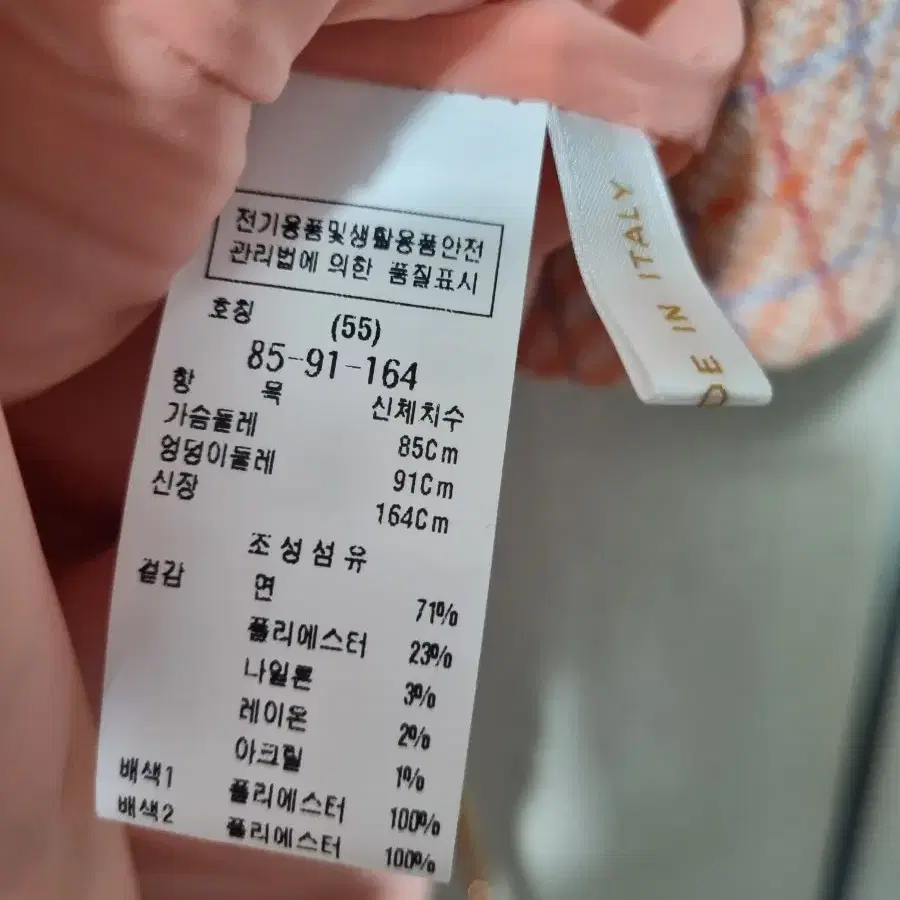 전기용품및생활용품안전
관리법에 의한 품질표시
호칭 (55)
85-91-164
항 목 신체치수
가슴둘레 85Cm
엉덩이둘레 91Cm
신장 164Cm
조성섬유
겉감 면 71%
폴리에스터 23%
나일론 3%
레이온 2%
아크릴 1%
배색1 폴리에스터 100%
배색2 폴리에스터 100%
DE IN ITALY